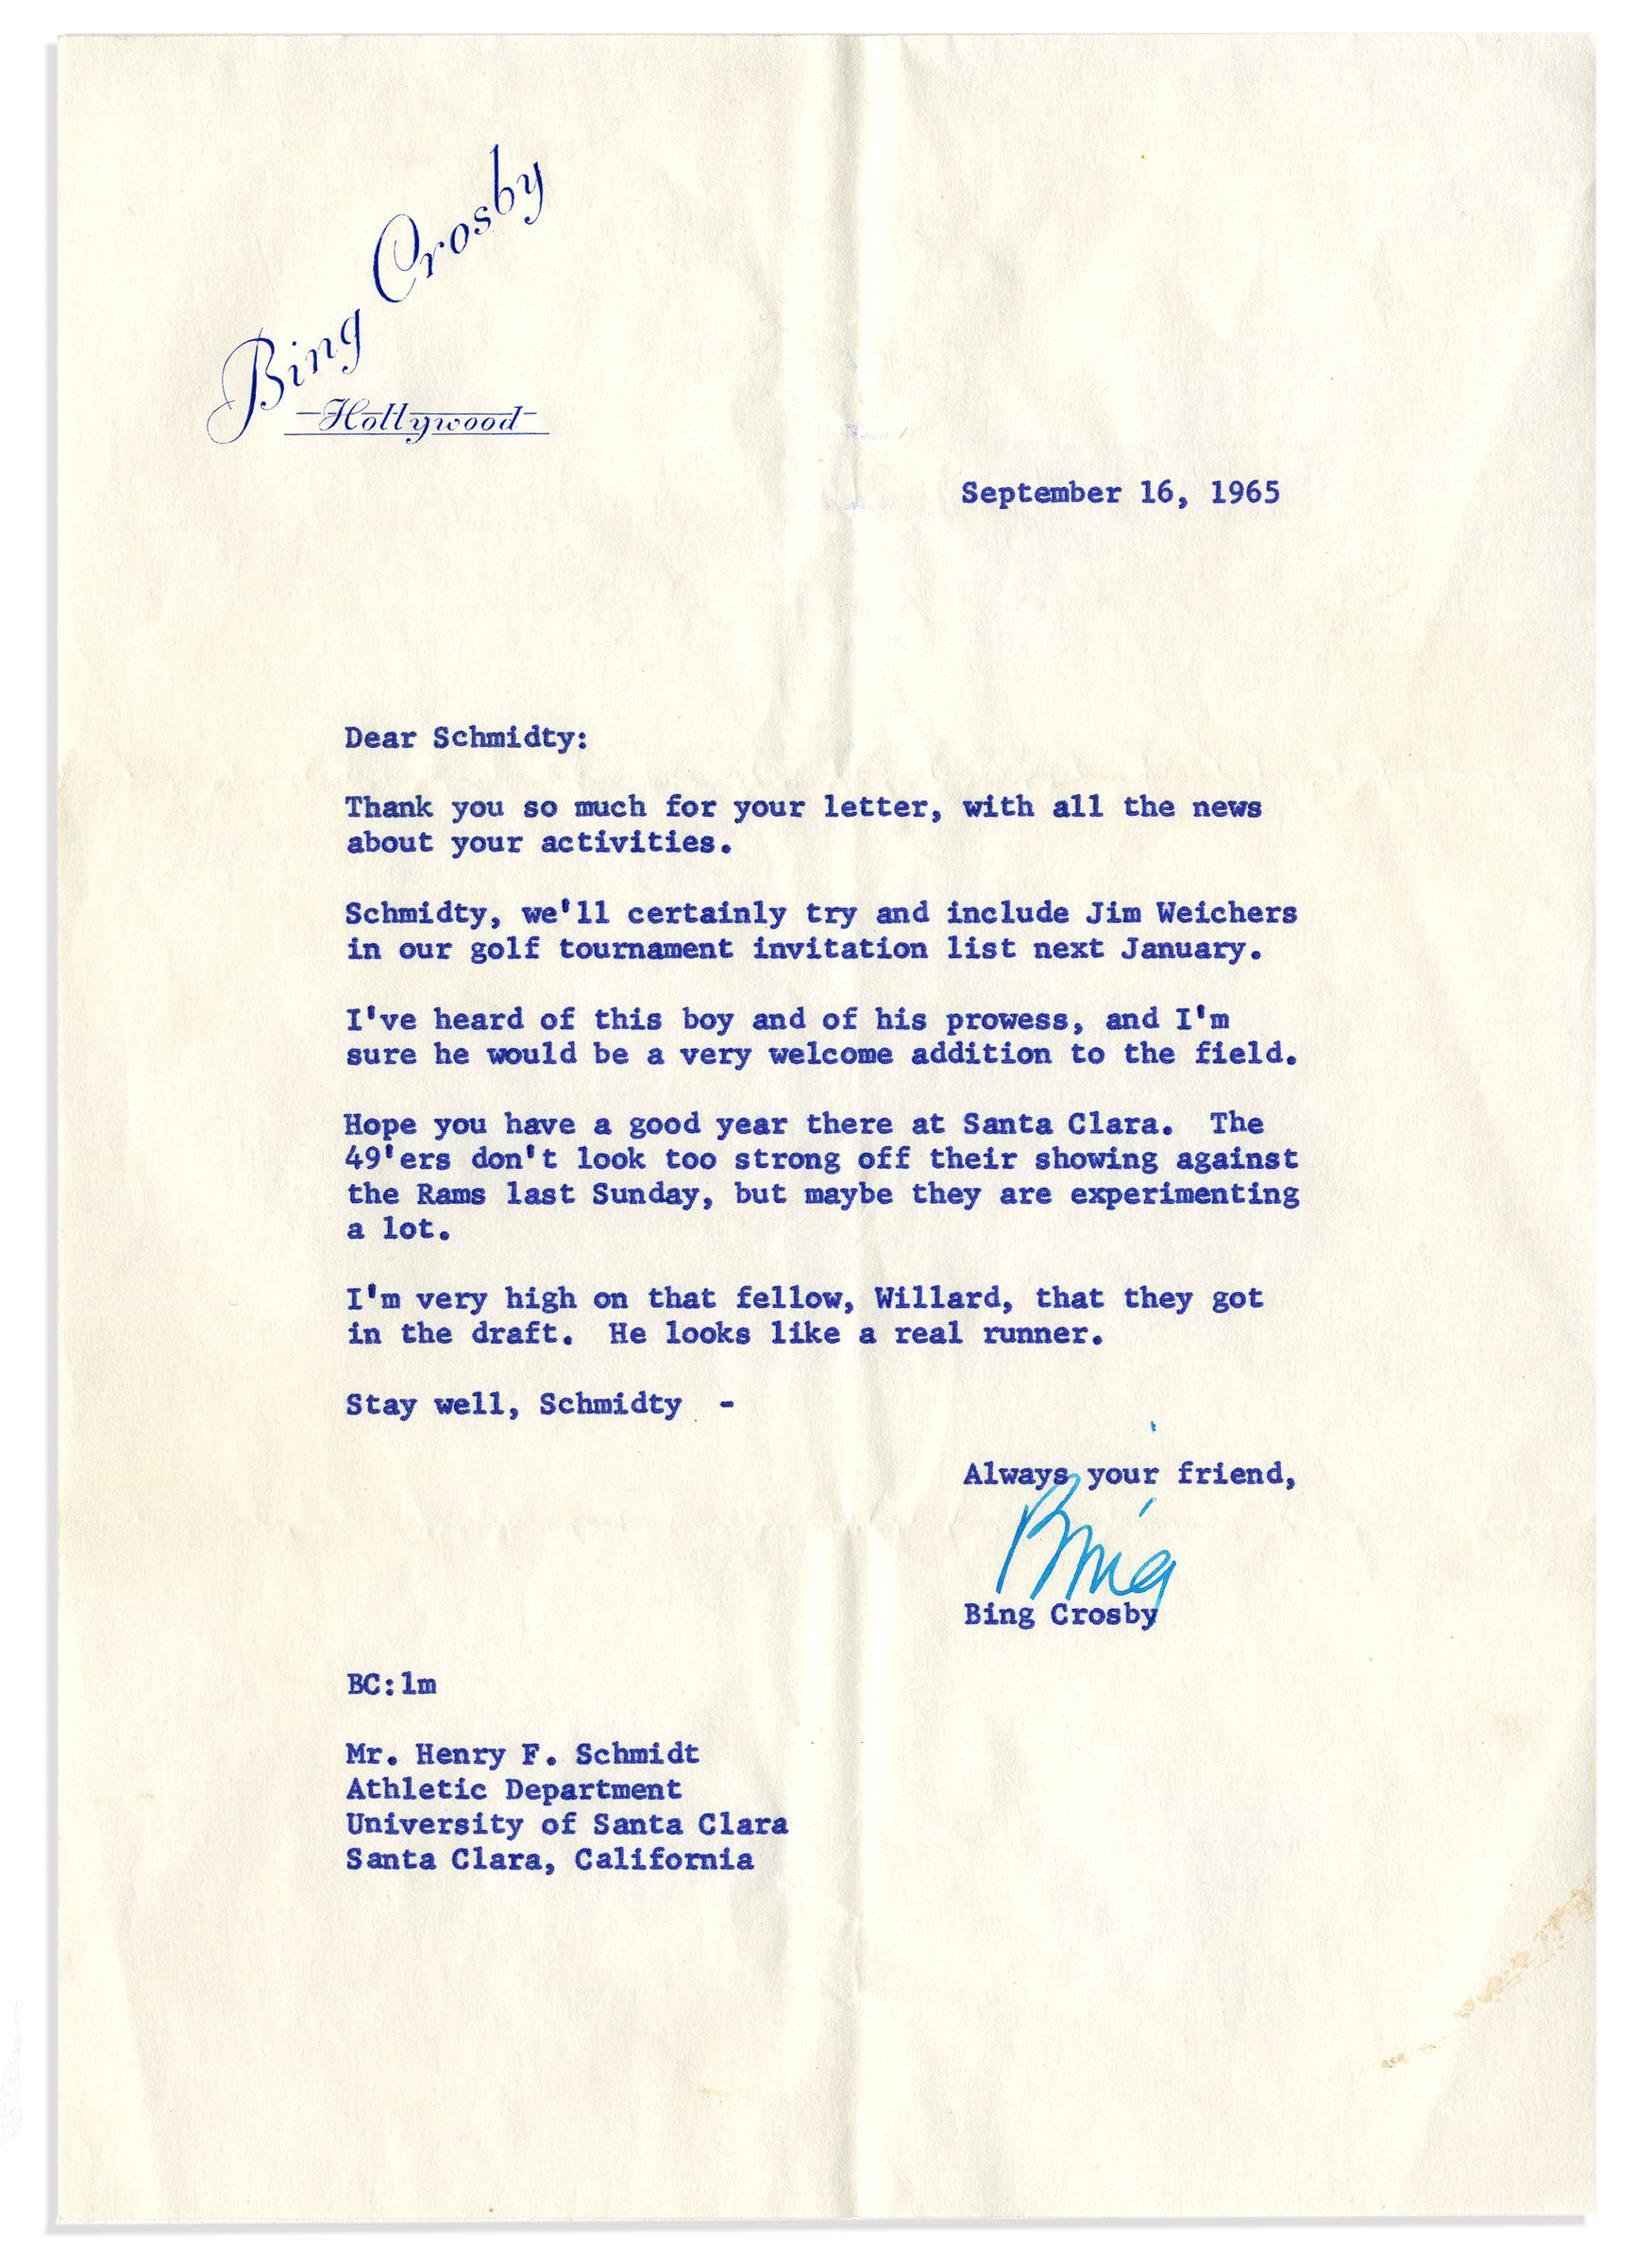 Bing Crosby
Hollywood
September 16, 1965
Dear Schmidty:
Thank you so much for your letter, with all the news
about your activities.
Schmidty, we'll certainly try and include Jim Weichers
in our golf tournament invitation list next January.
I've heard of this boy and of his prowess, and I'm
sure he would be a very welcome addition to the field.
Hope you have a good year there at Santa Clara. The
49'ers don't look too strong off their showing against
the Rams last Sunday, but maybe they are experimenting
a lot.
I'm very high on that fellow, Willard, that they got
in the draft. He looks like a real runner.
Stay well, Schmidty -
Always your friend,
Bing
Bing Crosby
BC:lm
Mr. Henry F. Schmidt
Athletic Department
University of Santa Clara
Santa Clara, California